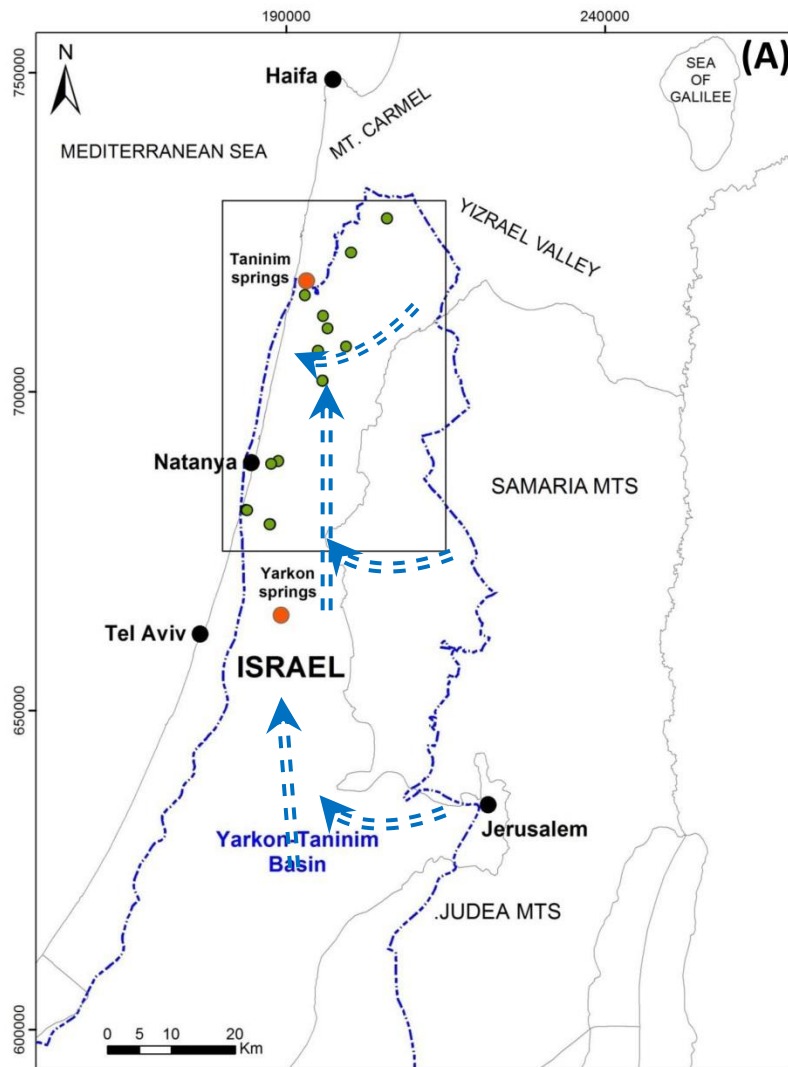 190000
240000
(A)
750000
N
Haifa
SEA
OF
GALILEE
MT. CARMEL
MEDITERRANEAN SEA
YIZRAEL VALLEY
Taninim
springs
700000
Natanya
SAMARIA MTS
Yarkon
springs
Tel Aviv
ISRAEL
650000
Jerusalem
Yarkon-Taninim
Basin
.JUDEA MTS
600000
0 5 10 20
Km